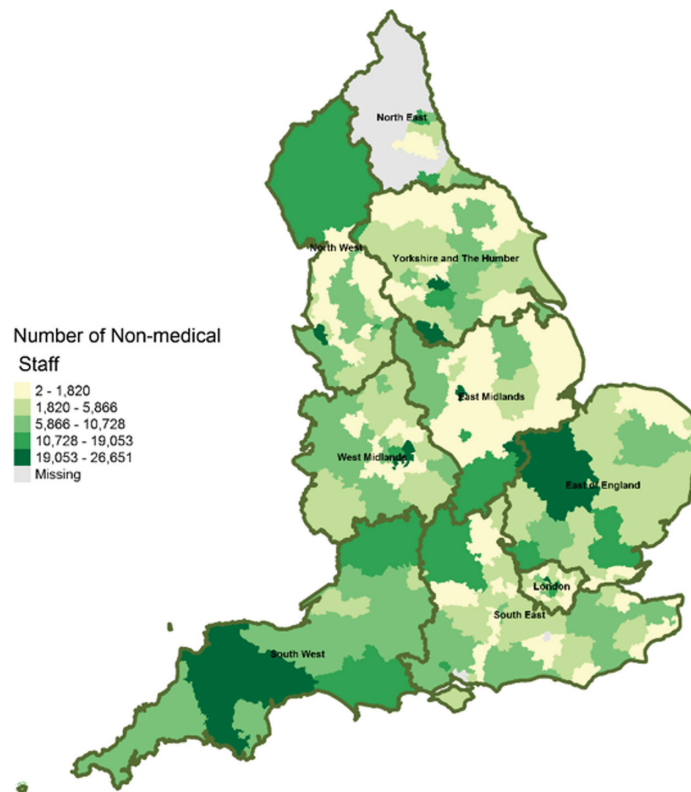 North East
North West
Yorkshire and The Humber
Number of Non-medical
Staff
2 - 1,820
1,820 - 5,866
5,866 - 10,728
10,728 - 19,053
19,053 - 26,651
Missing
East Midlands
West Midlands
East of England
London
South East
South West